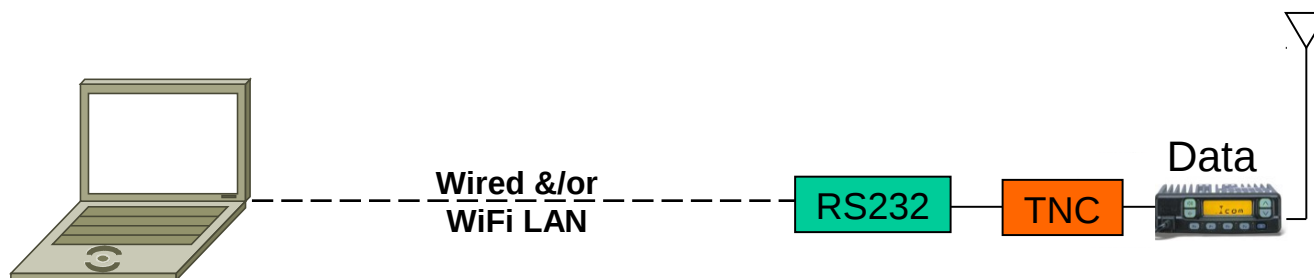 Wired &/or
WiFi LAN
RS232
TNC
Data
Icom